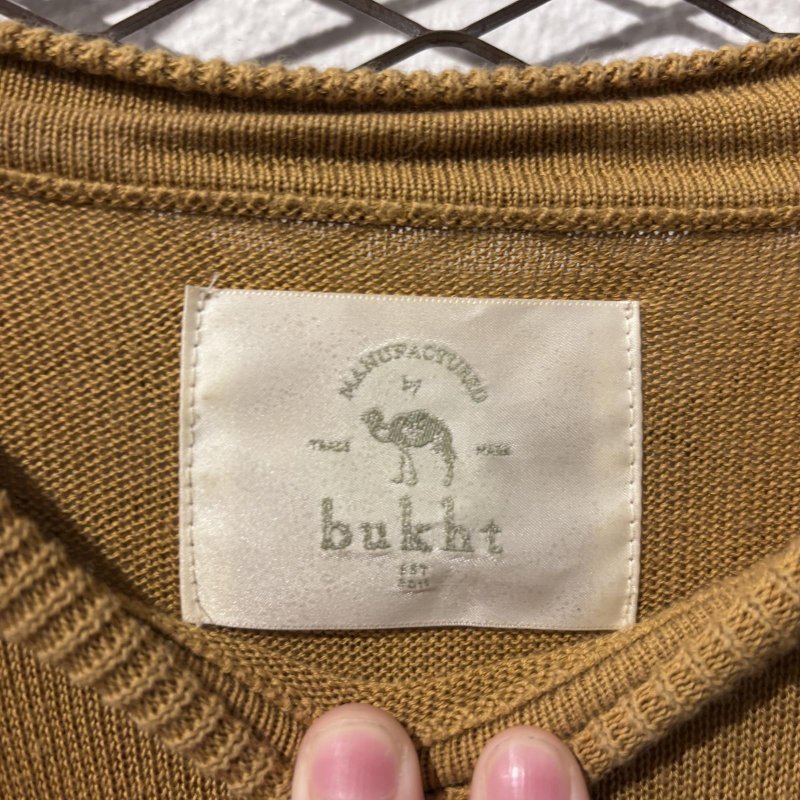 MANUFACTURED
by
TRADE MARK
bukht
EST
2011